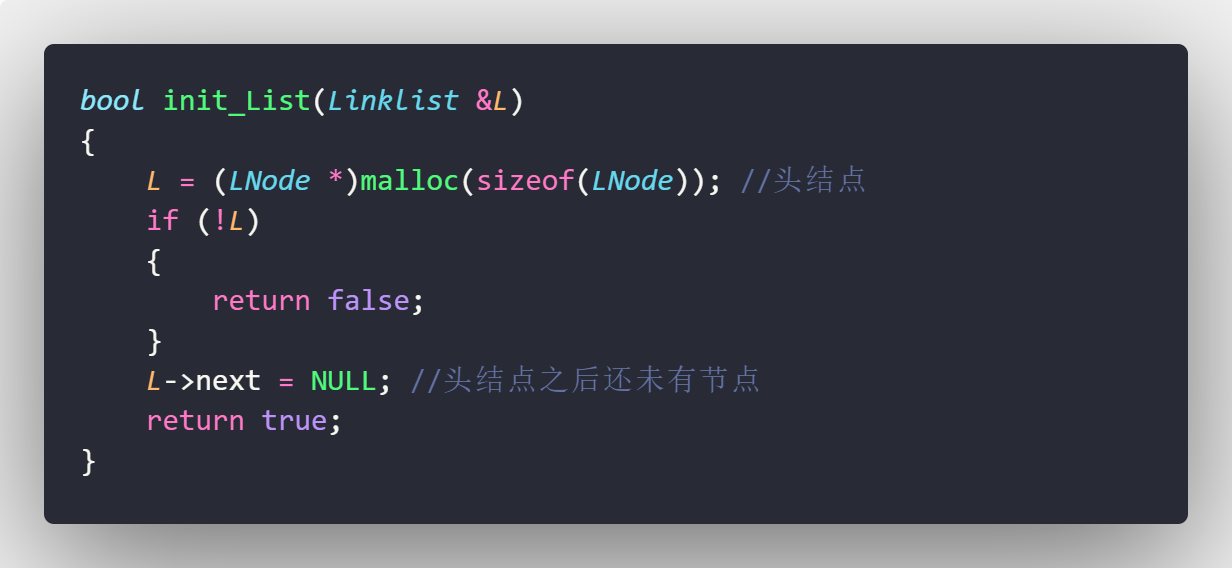 bool init_List(Linklist &L)
{
    L = (LNode *)malloc(sizeof(LNode)); //头结点
    if (!L)
    {
        return false;
    }
    L->next = NULL; //头结点之后还未有节点
    return true;
}